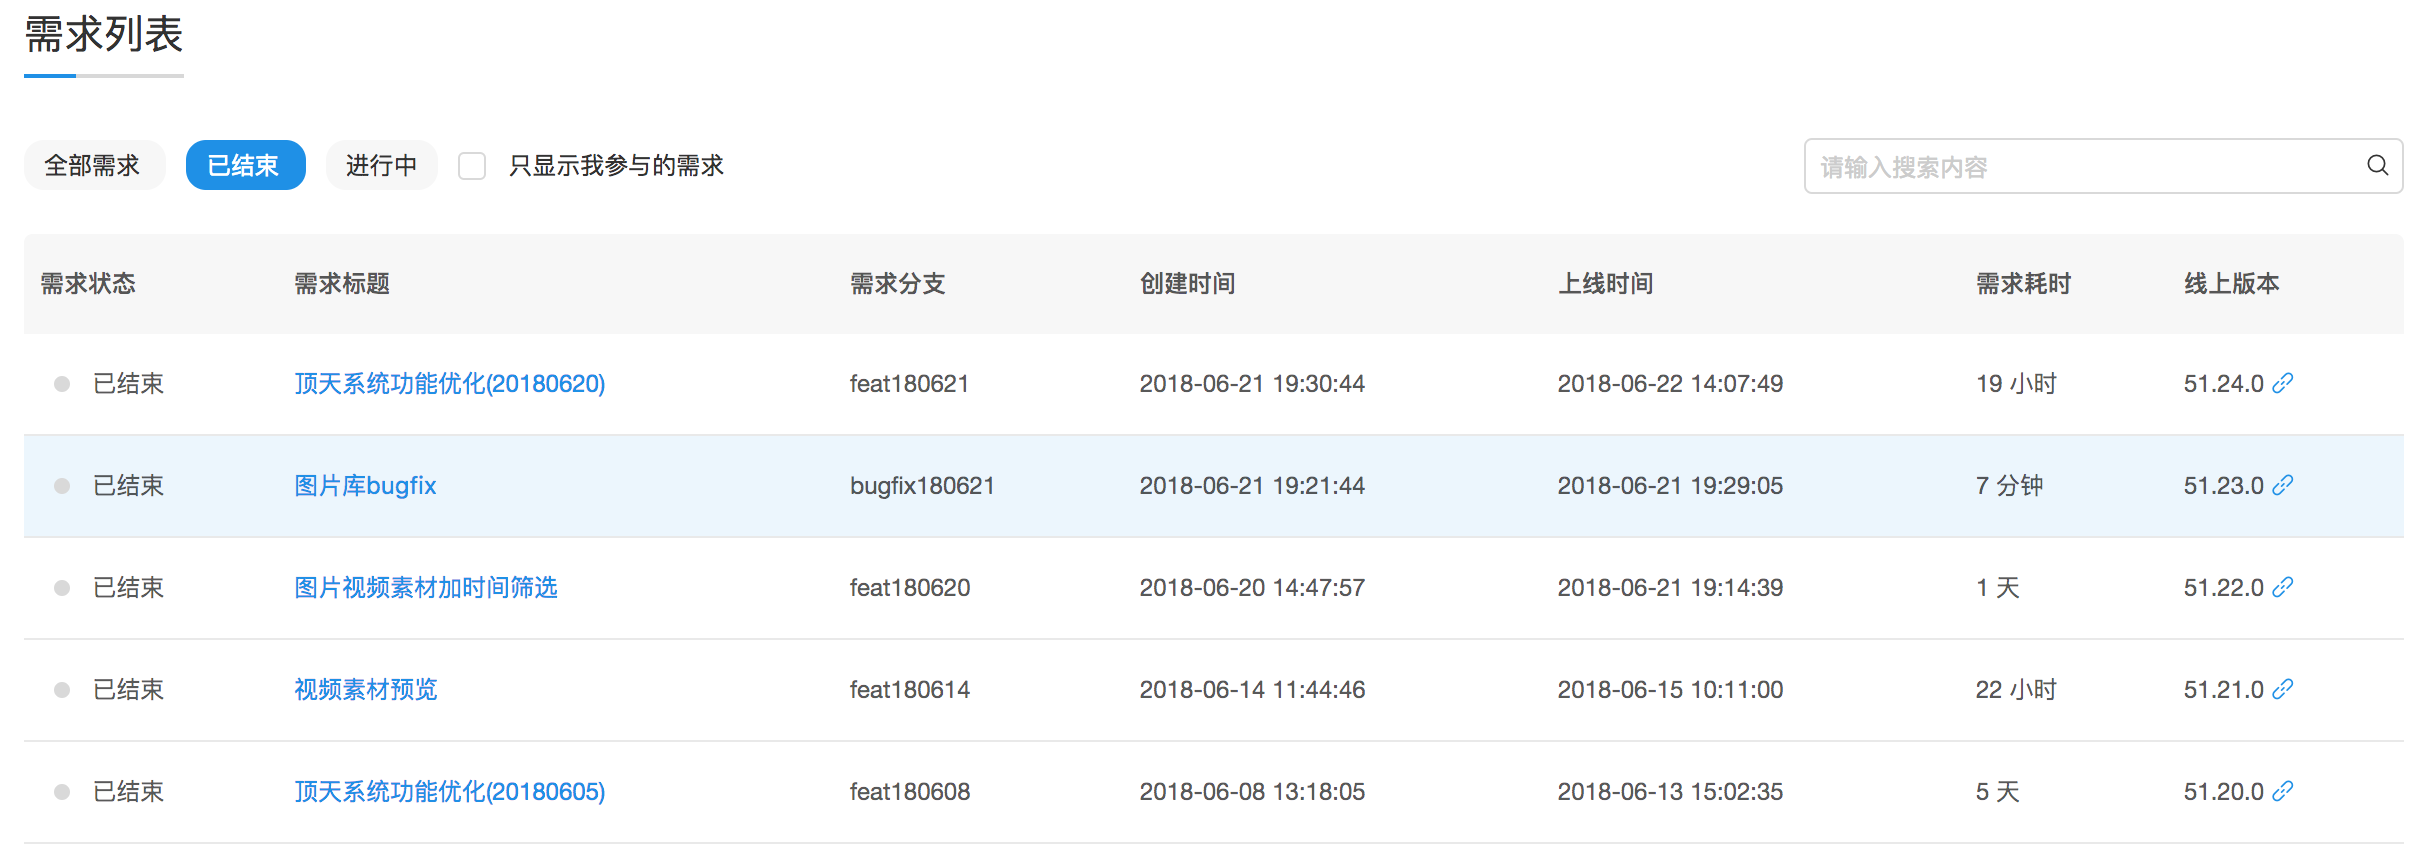 需求列表
全部需求 已结束 进行中 只显示我参与的需求 请输入搜索内容
需求状态 需求标题 需求分支 创建时间 上线时间 需求耗时 线上版本
已结束 顶天系统功能优化(20180620) feat180621 2018-06-21 19:30:44 2018-06-22 14:07:49 19 小时 51.24.0
已结束 图片库bugfix bugfix180621 2018-06-21 19:21:44 2018-06-21 19:29:05 7 分钟 51.23.0
已结束 图片视频素材加时间筛选 feat180620 2018-06-20 14:47:57 2018-06-21 19:14:39 1 天 51.22.0
已结束 视频素材预览 feat180614 2018-06-14 11:44:46 2018-06-15 10:11:00 22 小时 51.21.0
已结束 顶天系统功能优化(20180605) feat180608 2018-06-08 13:18:05 2018-06-13 15:02:35 5 天 51.20.0